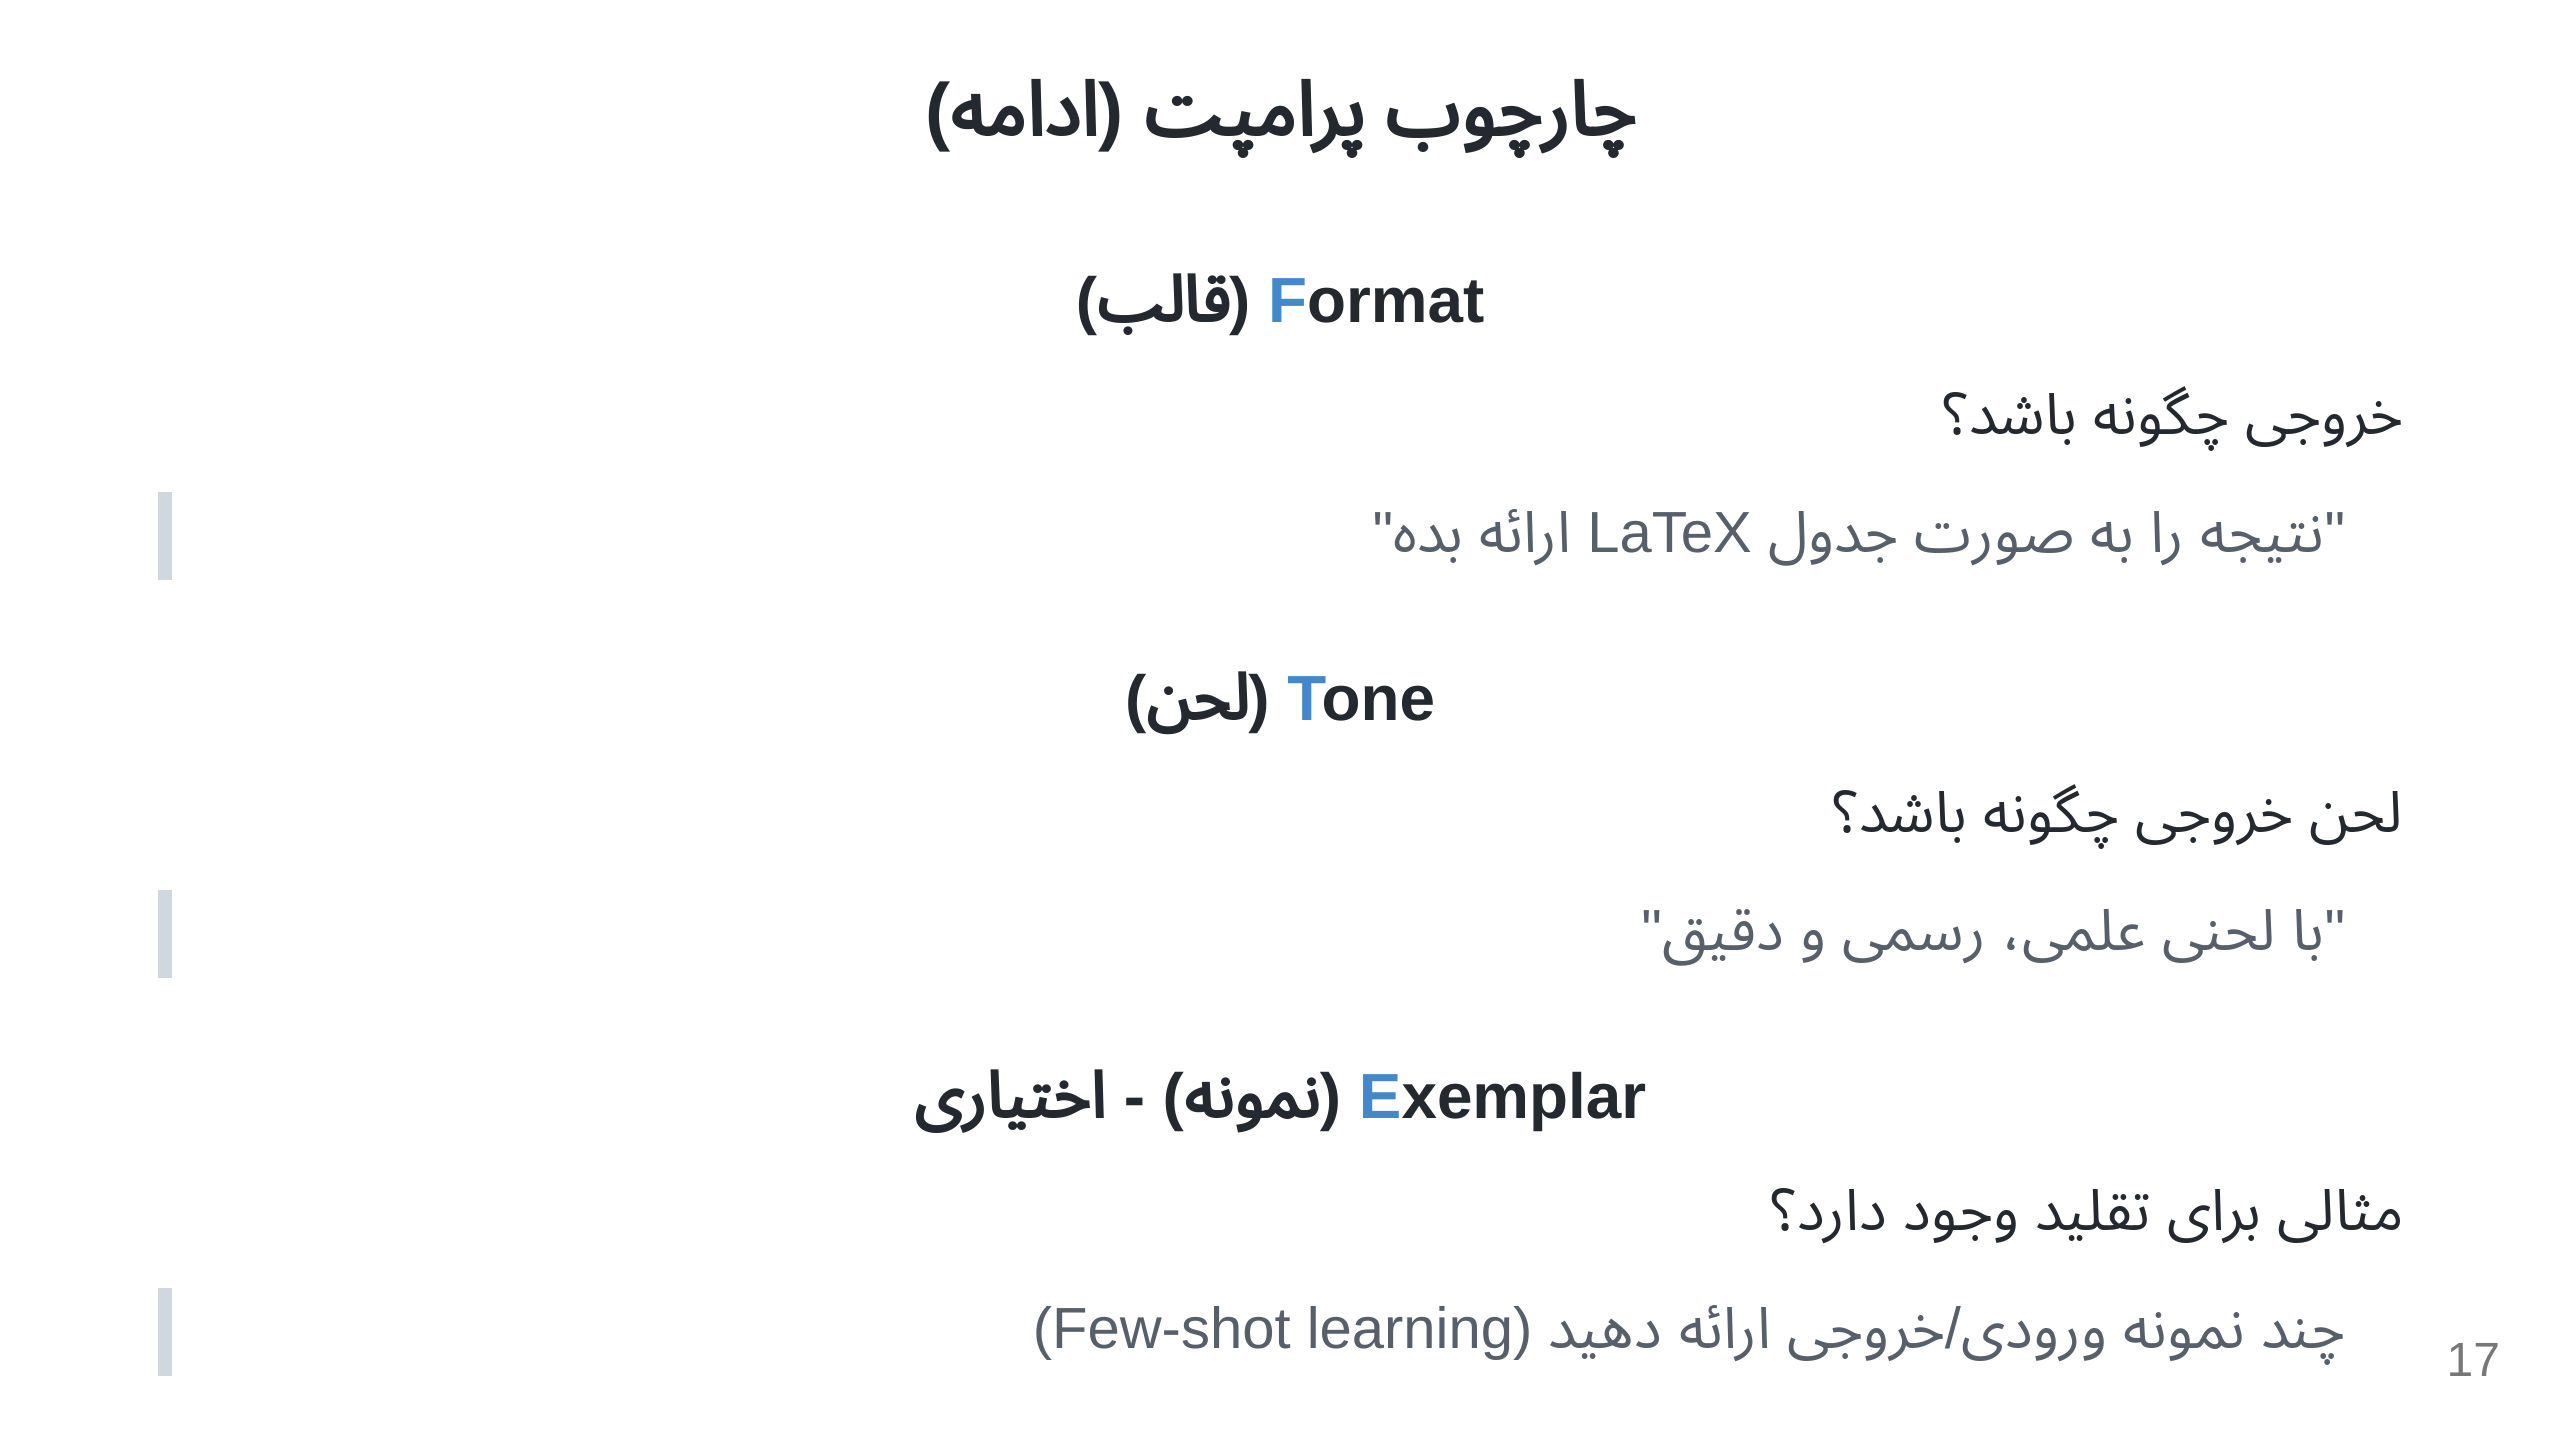 چارچوب پرامپت (ادامه)
Format (قالب)
خروجی چگونه باشد؟
"نتیجه را به صورت جدول LaTeX ارائه بده"
Tone (لحن)
لحن خروجی چگونه باشد؟
"با لحنی علمی، رسمی و دقیق"
Exemplar (نمونه) - اختیاری
مثالی برای تقلید وجود دارد؟
چند نمونه ورودی/خروجی ارائه دهید (Few-shot learning)
17